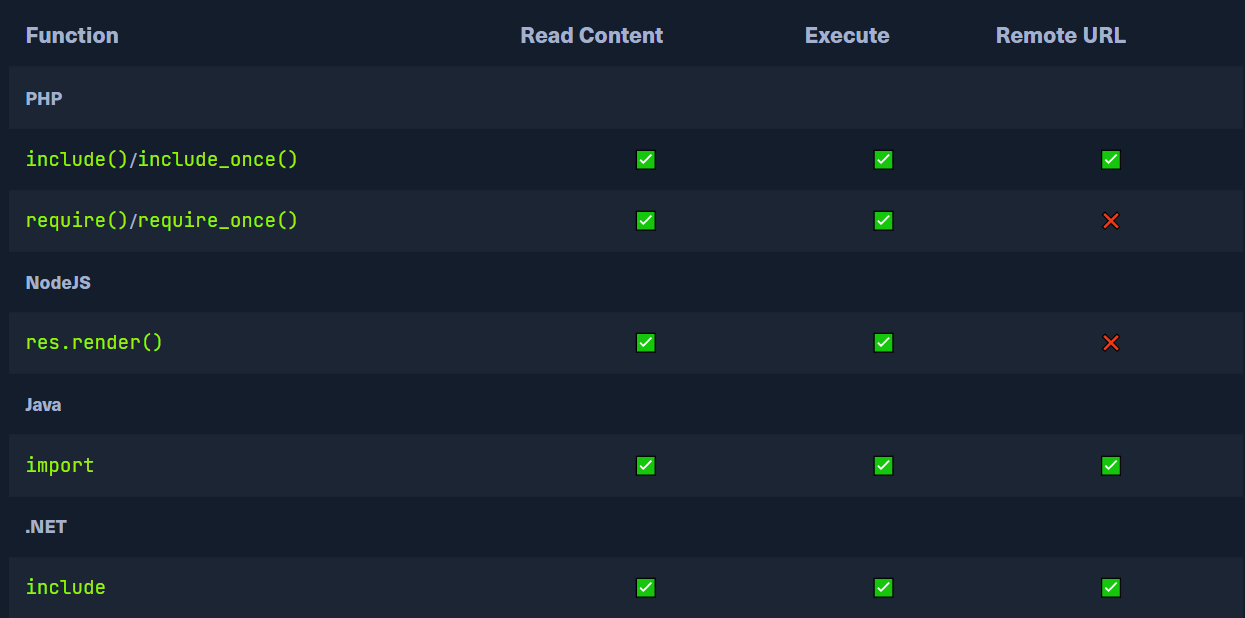 Function Read Content Execute Remote URL
PHP
include()/include_once() ✅ ✅ ✅
require()/require_once() ✅ ✅ ❌
NodeJS
res.render() ✅ ✅ ❌
Java
import ✅ ✅ ✅
.NET
include ✅ ✅ ✅